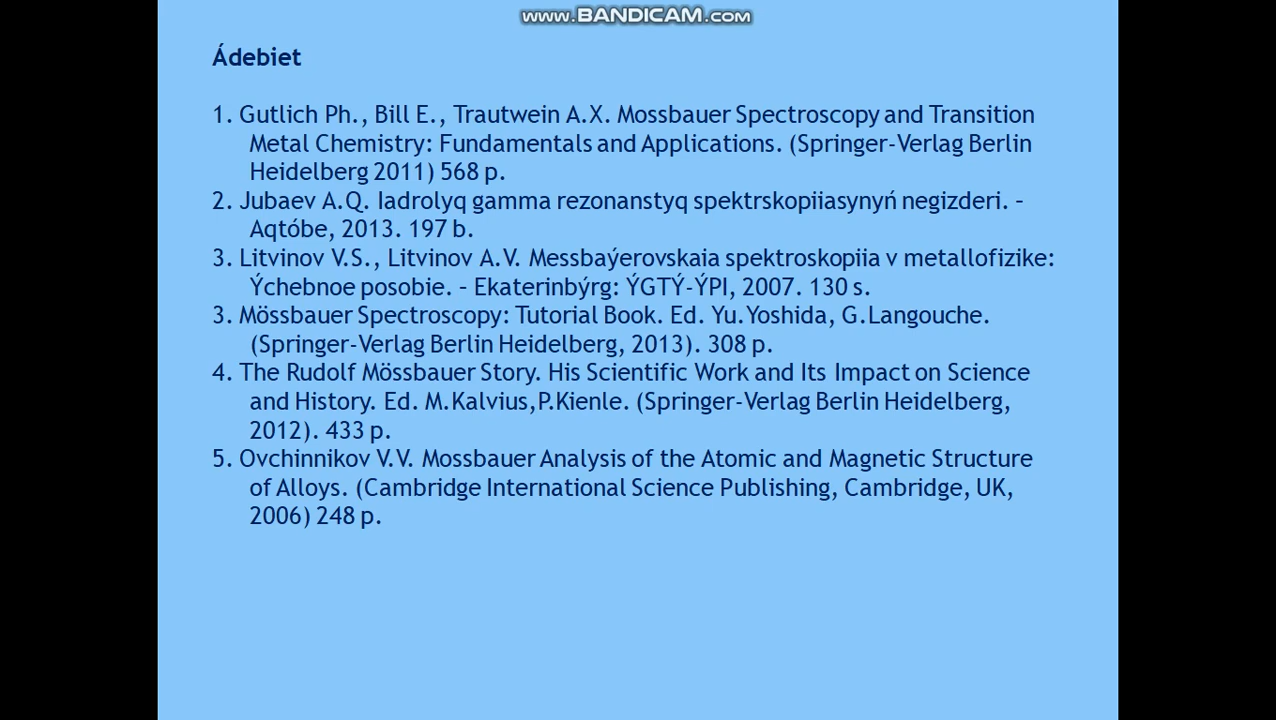 www.BANDICAM.com
Ádebiet
1. Gutlich Ph., Bill E., Trautwein A.X. Mossbauer Spectroscopy and Transition
Metal Chemistry: Fundamentals and Applications. (Springer-Verlag Berlin
Heidelberg 2011) 568 p.
2. Jubaev A.Q. Iadrolyq gamma rezonanstyq spektrskopiiasynyń negizderi. –
Aqtóbe, 2013. 197 b.
3. Litvinov V.S., Litvinov A.V. Messbaýerovskaia spektroskopiia v metallofizike:
Ýchebnoe posobie. – Ekaterinbýrg: ÝGTÝ-ÝPI, 2007. 130 s.
3. Mössbauer Spectroscopy: Tutorial Book. Ed. Yu.Yoshida, G.Langouche.
(Springer-Verlag Berlin Heidelberg, 2013). 308 p.
4. The Rudolf Mössbauer Story. His Scientific Work and Its Impact on Science
and History. Ed. M.Kalvius,P.Kienle. (Springer-Verlag Berlin Heidelberg,
2012). 433 p.
5. Ovchinnikov V.V. Mossbauer Analysis of the Atomic and Magnetic Structure
of Alloys. (Cambridge International Science Publishing, Cambridge, UK,
2006) 248 p.